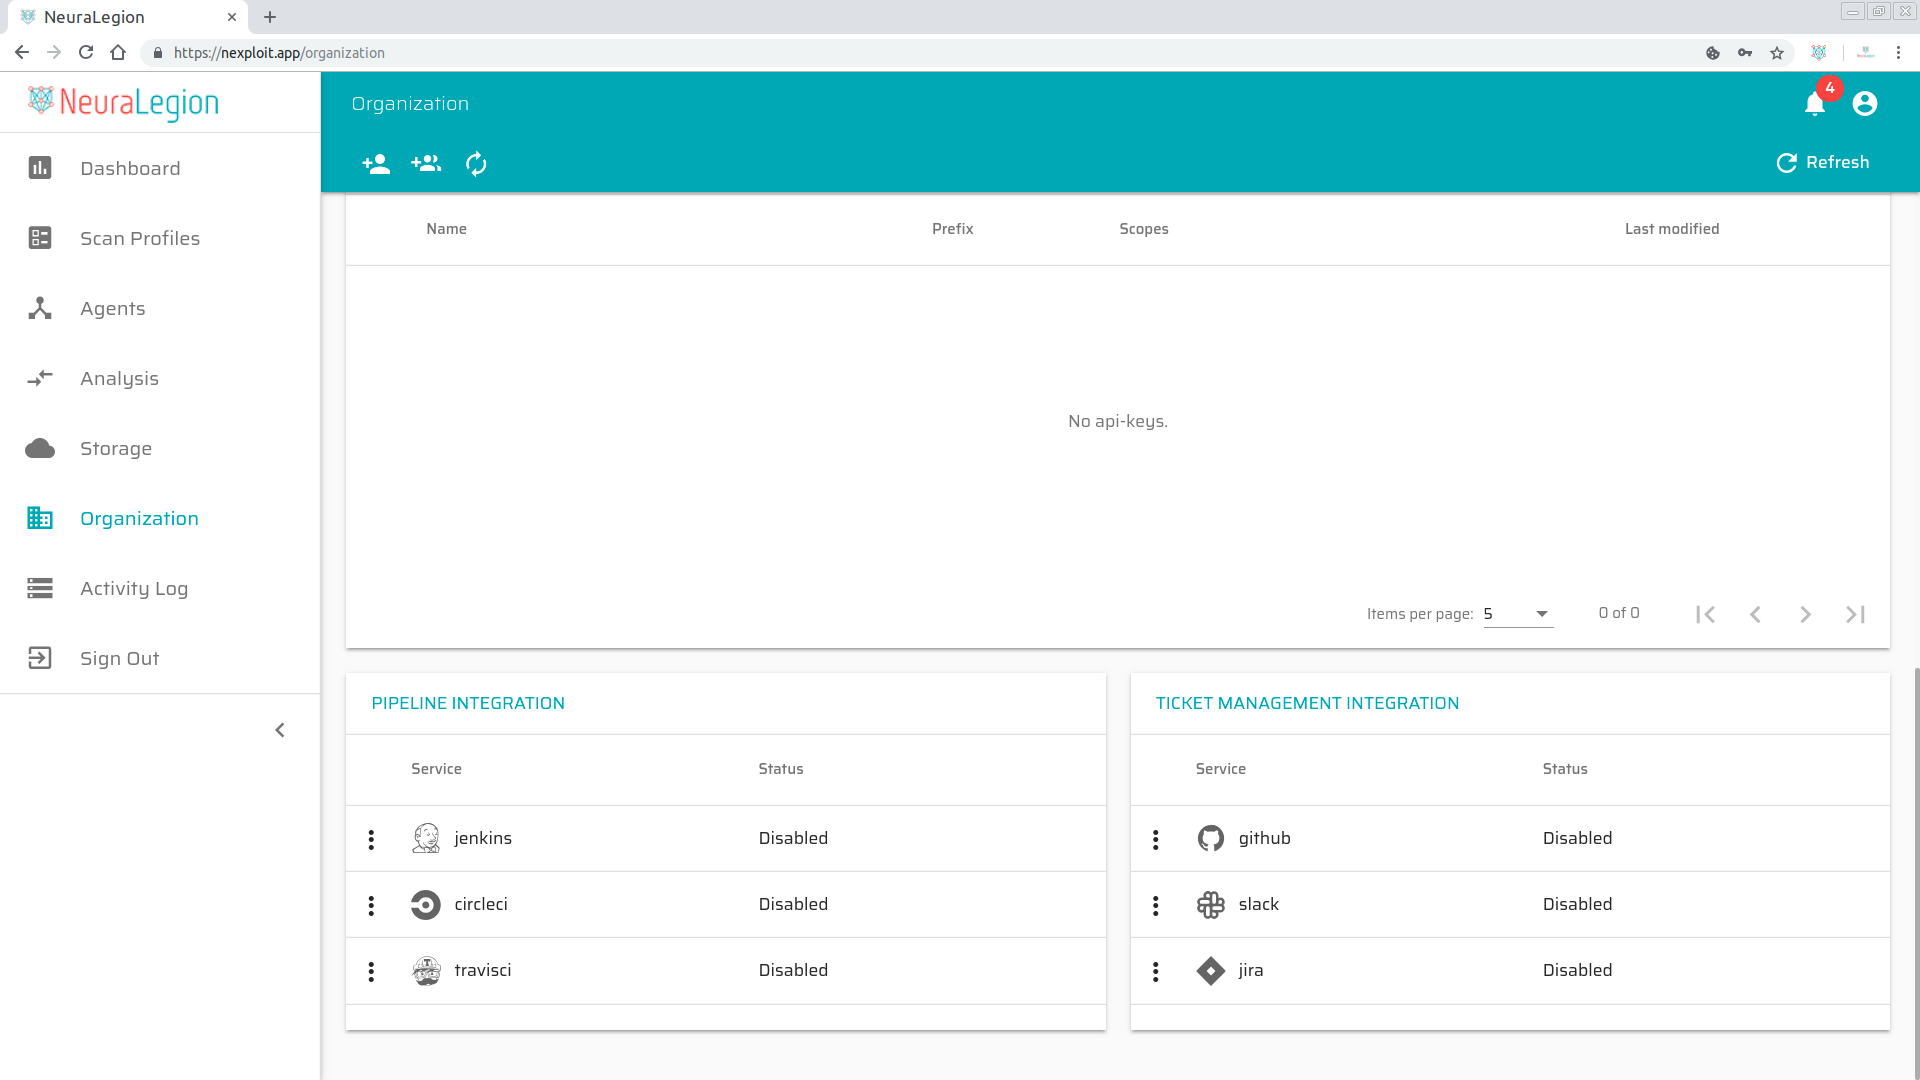 NeuraLegion
https://nexploit.app/organization
NeuraLegion
Organization
4
Refresh
Dashboard
Scan Profiles
Agents
Analysis
Storage
Organization
Activity Log
Sign Out
Name Prefix Scopes Last modified
No api-keys.
Items per page: 5 0 of 0
PIPELINE INTEGRATION
Service Status
jenkins Disabled
circleci Disabled
travisci Disabled
TICKET MANAGEMENT INTEGRATION
Service Status
github Disabled
slack Disabled
jira Disabled